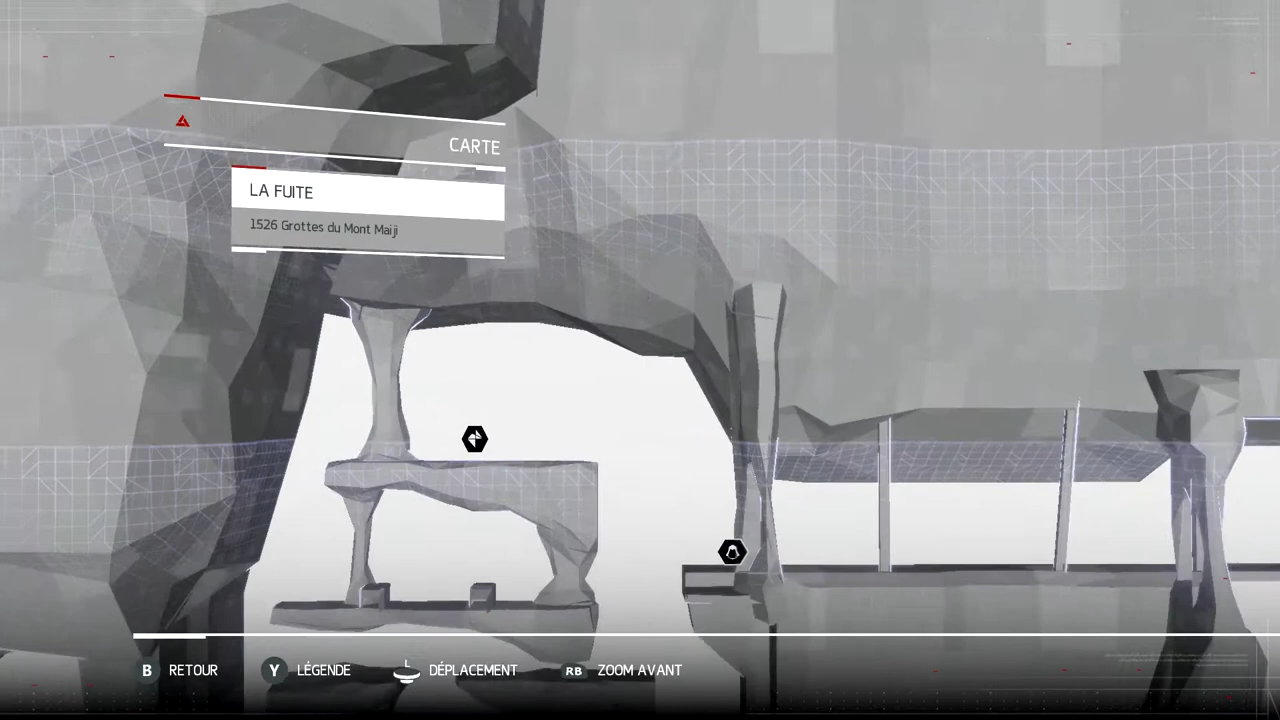 CARTE
LA FUITE
1526 Grottes du Mont Maiji
B RETOUR Y LÉGENDE L DÉPLACEMENT RB ZOOM AVANT